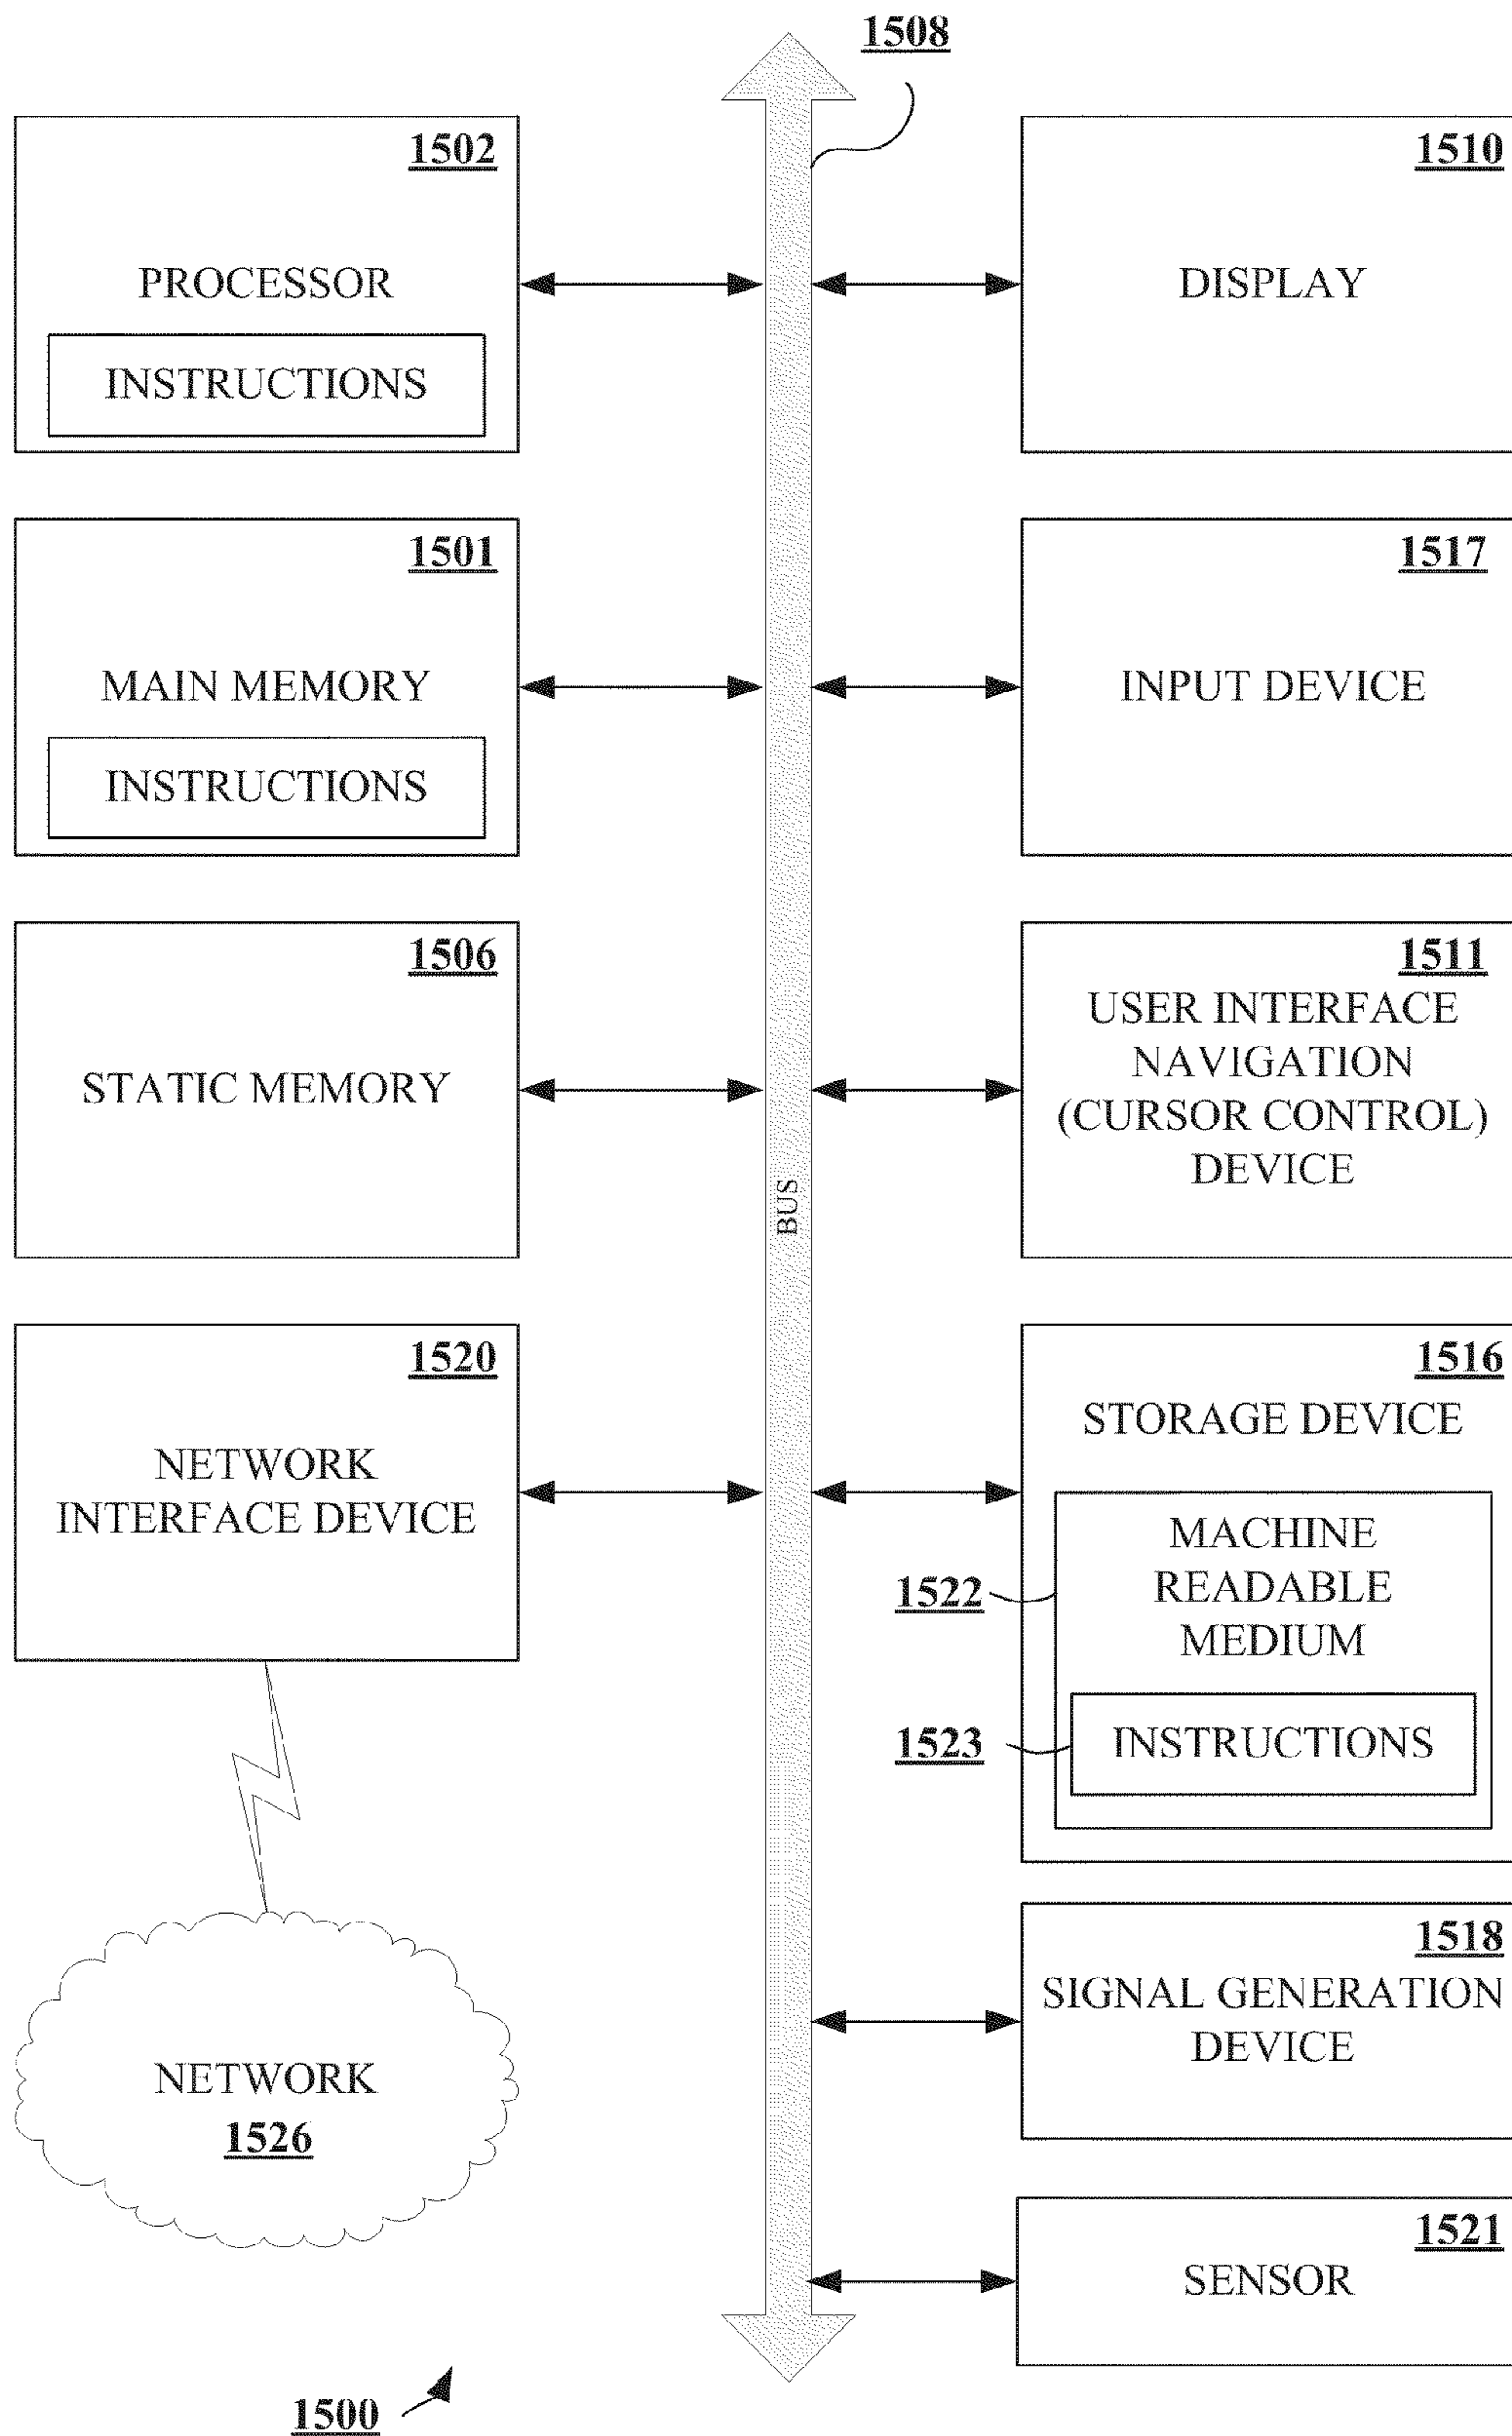 1508
1502
PROCESSOR
INSTRUCTIONS
1510
DISPLAY
1501
MAIN MEMORY
INSTRUCTIONS
1517
INPUT DEVICE
1506
STATIC MEMORY
1511
USER INTERFACE
NAVIGATION
(CURSOR CONTROL)
DEVICE
BUS
1520
NETWORK
INTERFACE DEVICE
1516
STORAGE DEVICE
MACHINE
READABLE
MEDIUM
1522
INSTRUCTIONS
1523
1518
SIGNAL GENERATION
DEVICE
NETWORK
1526
1521
SENSOR
1500